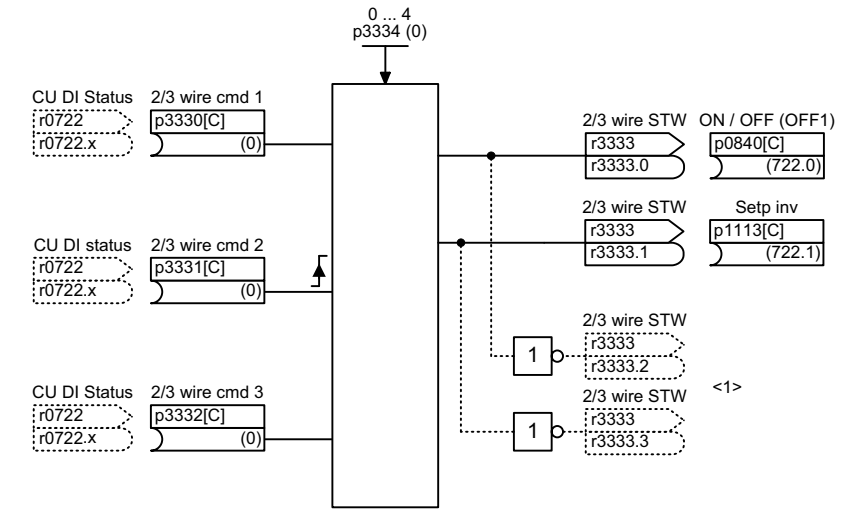 0 ... 4
p3334 (0)
CU DI Status 2/3 wire cmd 1
r0722 p3330[C]
r0722.x (0)
2/3 wire STW ON / OFF (OFF1)
r3333 p0840[C]
r3333.0 (722.0)
2/3 wire STW Setp inv
r3333 p1113[C]
r3333.1 (722.1)
CU DI status 2/3 wire cmd 2
r0722 p3331[C]
r0722.x (0)
2/3 wire STW
r3333
1 r3333.2
<1>
2/3 wire STW
r3333
1 r3333.3
CU DI Status 2/3 wire cmd 3
r0722 p3332[C]
r0722.x (0)